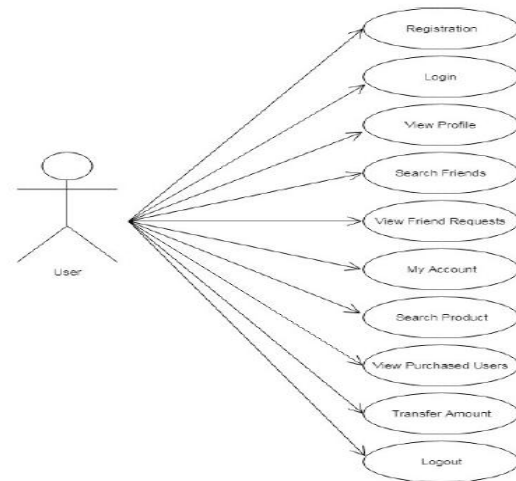 Registration
Login
View Profile
Search Friends
View Friend Requests
My Account
User
Search Product
View Purchased Users
Transfer Amount
Logout